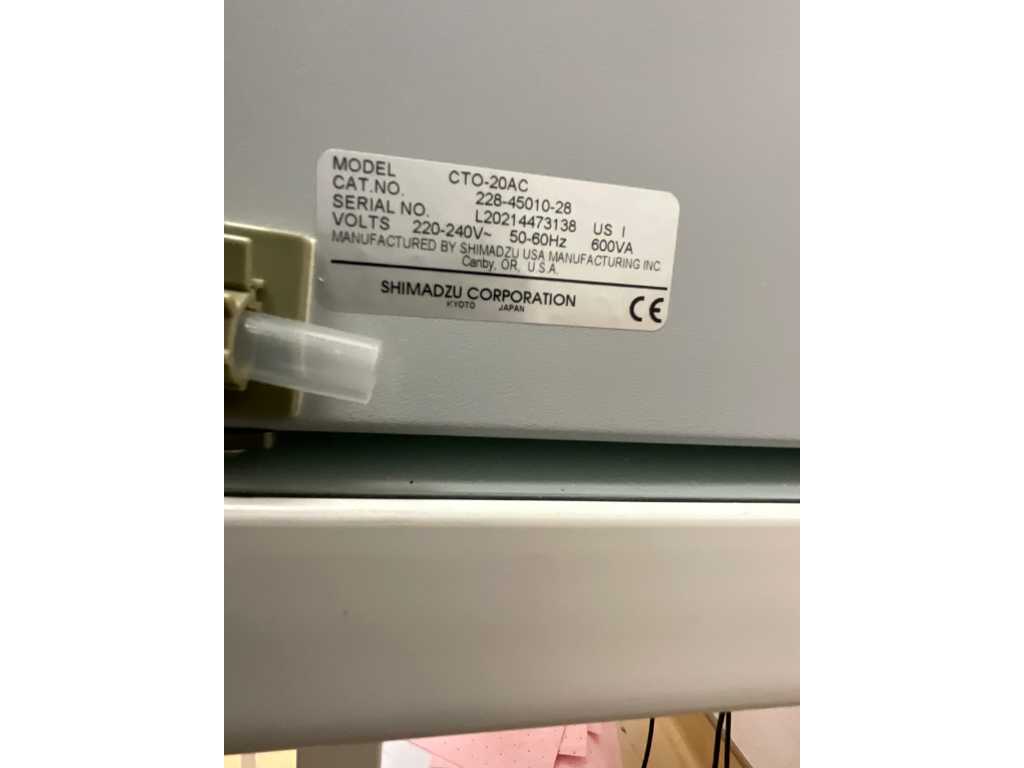 MODEL CTO-20AC
CAT.NO. 228-45010-28
SERIAL NO. L20214473138 US I
VOLTS 220-240V~ 50-60Hz 600VA
MANUFACTURED BY SHIMADZU USA MANUFACTURING INC.
Canby, OR, U.S.A.
SHIMADZU CORPORATION
KYOTO JAPAN
CE